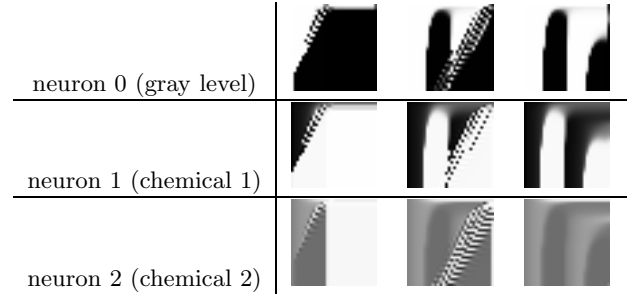 neuron 0 (gray level)
neuron 1 (chemical 1)
neuron 2 (chemical 2)